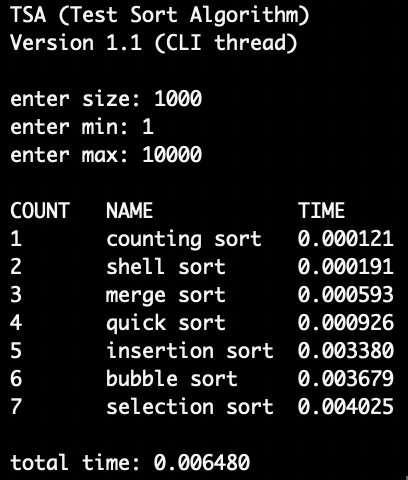 TSA (Test Sort Algorithm)
Version 1.1 (CLI thread)
enter size: 1000
enter min: 1
enter max: 10000
COUNT NAME TIME
1 counting sort 0.000121
2 shell sort 0.000191
3 merge sort 0.000593
4 quick sort 0.000926
5 insertion sort 0.003380
6 bubble sort 0.003679
7 selection sort 0.004025
total time: 0.006480